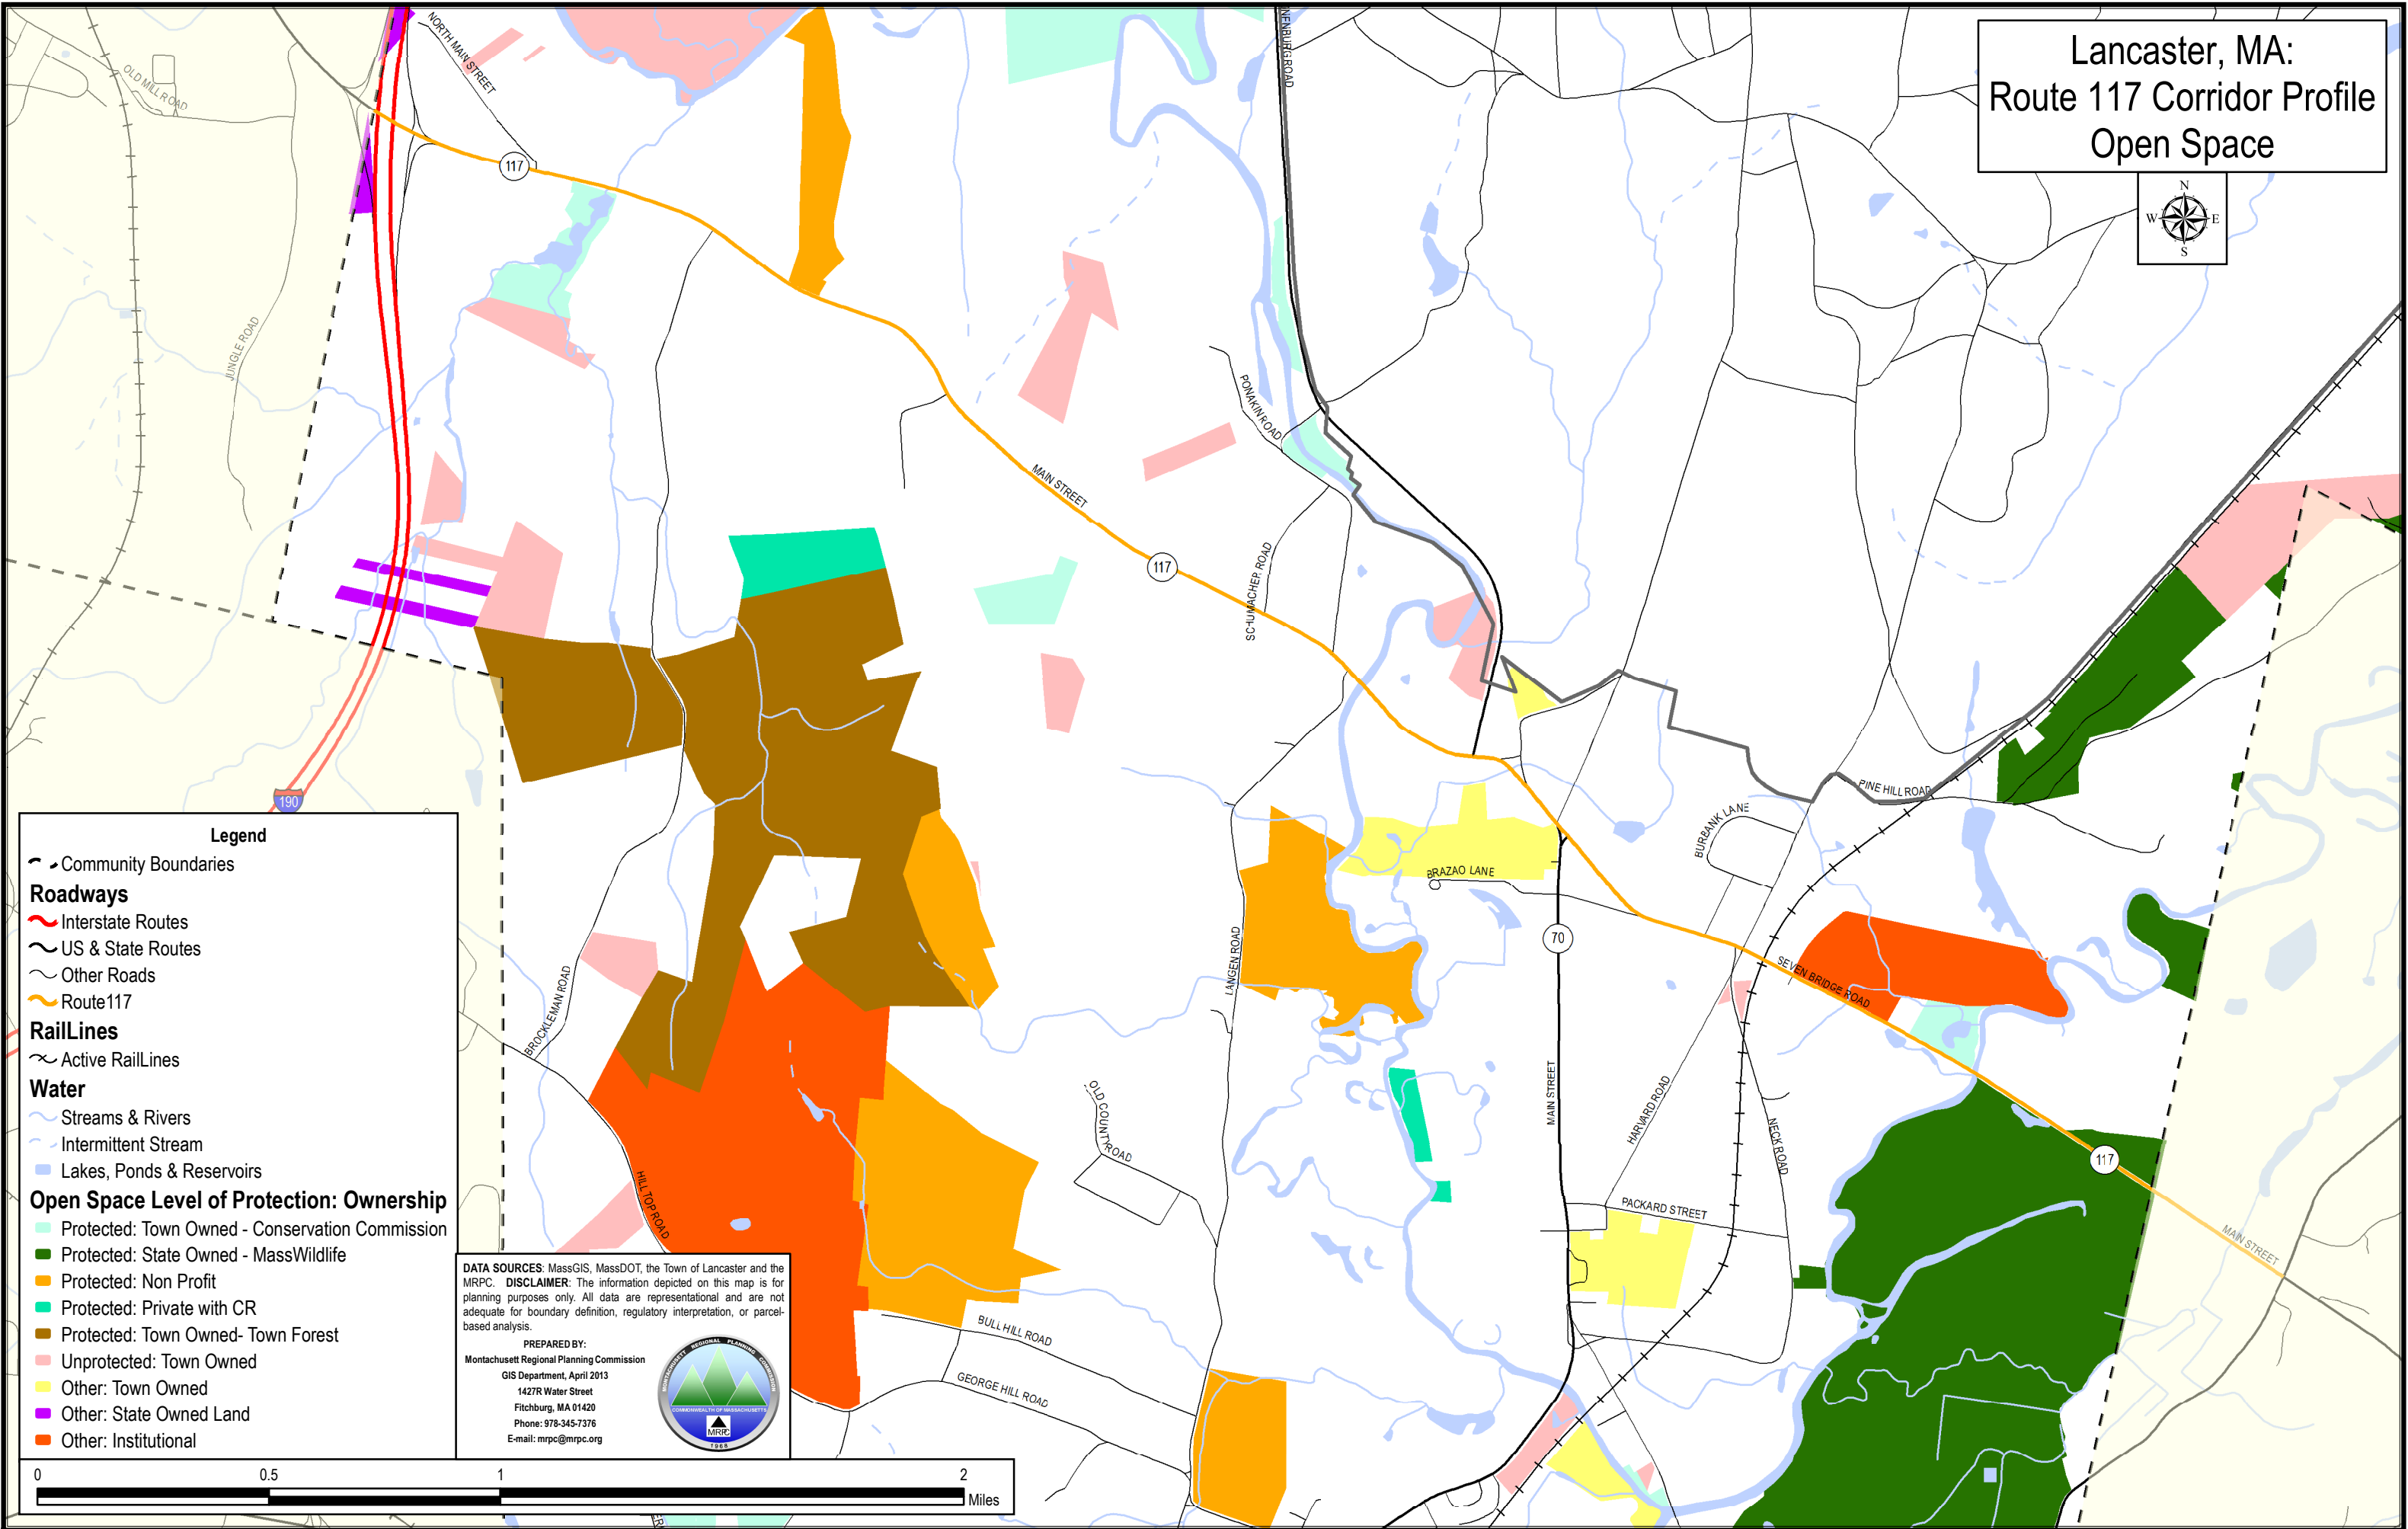 Lancaster, MA:
Route 117 Corridor Profile
Open Space
N
W E
S
NORTH MAIN STREET
OLD MILL ROAD
117
JUNGLE ROAD
PONAKIN ROAD
MAIN STREET
117
SCHUMACHER ROAD
190
PINE HILL ROAD
BURBANK LANE
BRAZAO LANE
70
LANGEN ROAD
SEVEN BRIDGE ROAD
BROCKLEMAN ROAD
MAIN STREET
HARVARD ROAD
NECK ROAD
OLD COUNTY ROAD
117
HILL TOP ROAD
PACKARD STREET
MAIN STREET
BULL HILL ROAD
GEORGE HILL ROAD
Legend
Community Boundaries
Roadways
Interstate Routes
US & State Routes
Other Roads
Route117
RailLines
Active RailLines
Water
Streams & Rivers
Intermittent Stream
Lakes, Ponds & Reservoirs
Open Space Level of Protection: Ownership
Protected: Town Owned - Conservation Commission
Protected: State Owned - MassWildlife
Protected: Non Profit
Protected: Private with CR
Protected: Town Owned- Town Forest
Unprotected: Town Owned
Other: Town Owned
Other: State Owned Land
Other: Institutional
DATA SOURCES: MassGIS, MassDOT, the Town of Lancaster and the
MRPC. DISCLAIMER: The information depicted on this map is for
planning purposes only. All data are representational and are not
adequate for boundary definition, regulatory interpretation, or parcel-
based analysis.
PREPARED BY:
Montachusett Regional Planning Commission
GIS Department, April 2013
1427R Water Street
Fitchburg, MA 01420
Phone: 978-345-7376
E-mail: mrpc@mrpc.org
MONTACHUSETT REGIONAL PLANNING COMMISSION
COMMONWEALTH OF MASSACHUSETTS
MRPC
1968
0 0.5 1 2
Miles